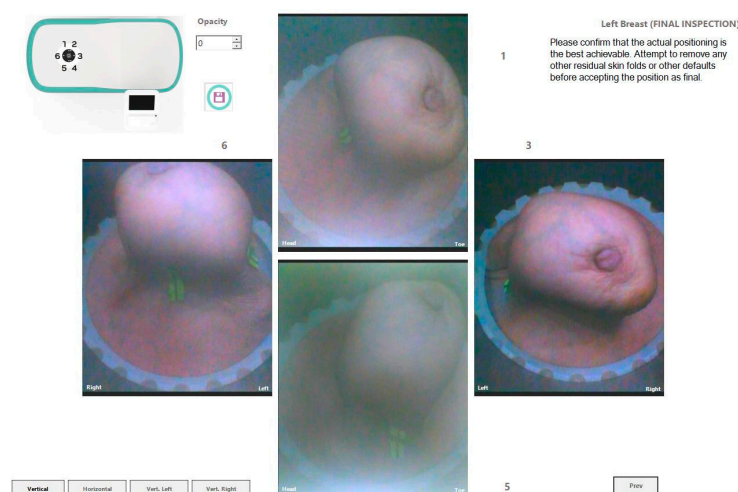 Opacity
0
1 2
6 3
5 4
Left Breast (FINAL INSPECTION)
Please confirm that the actual positioning is
the best achievable. Attempt to remove any
other residual skin folds or other defaults
before accepting the position as final.
1
6
3
Head Toe
Right Left
Left Right
Head Toe
5
Vertical
Horizontal
Vert. Left
Vert. Right
Prev